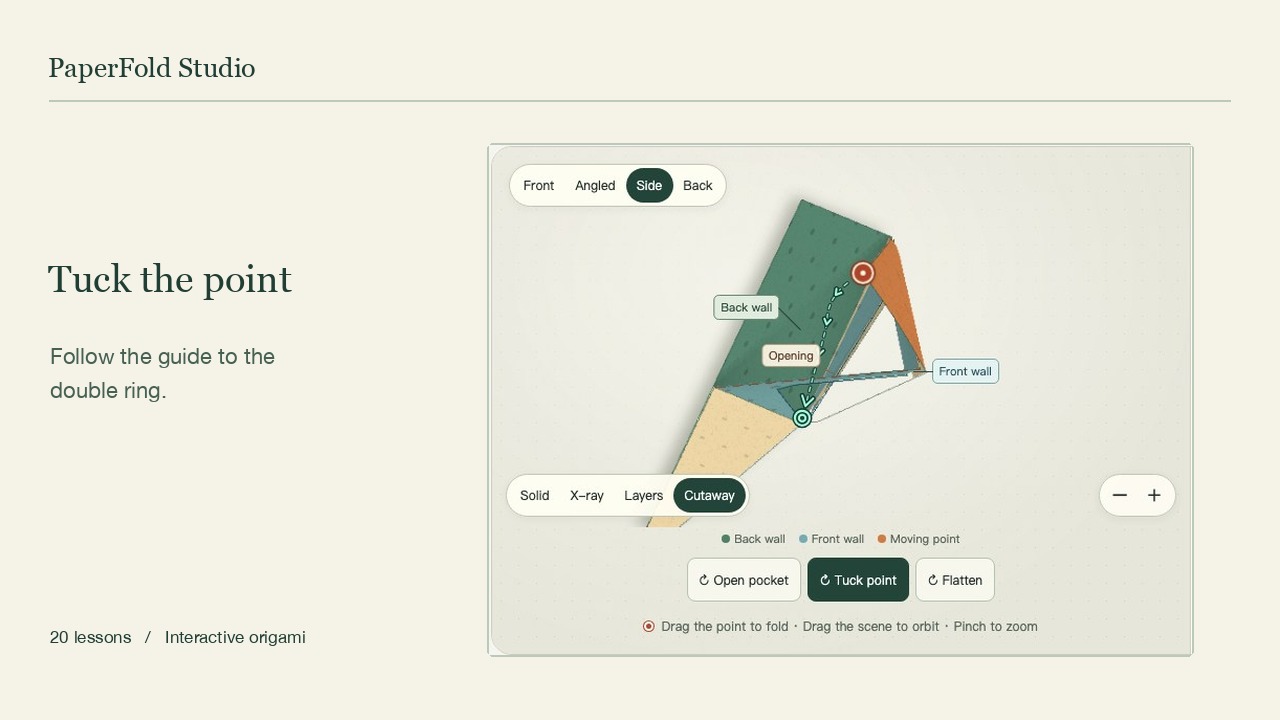 PaperFold Studio
Tuck the point
Follow the guide to the
double ring.
20 lessons / Interactive origami
Front Angled Side Back
Back wall
Opening
Front wall
Solid X-ray Layers Cutaway
− +
Back wall Front wall Moving point
↻ Open pocket ↻ Tuck point ↻ Flatten
Drag the point to fold · Drag the scene to orbit · Pinch to zoom